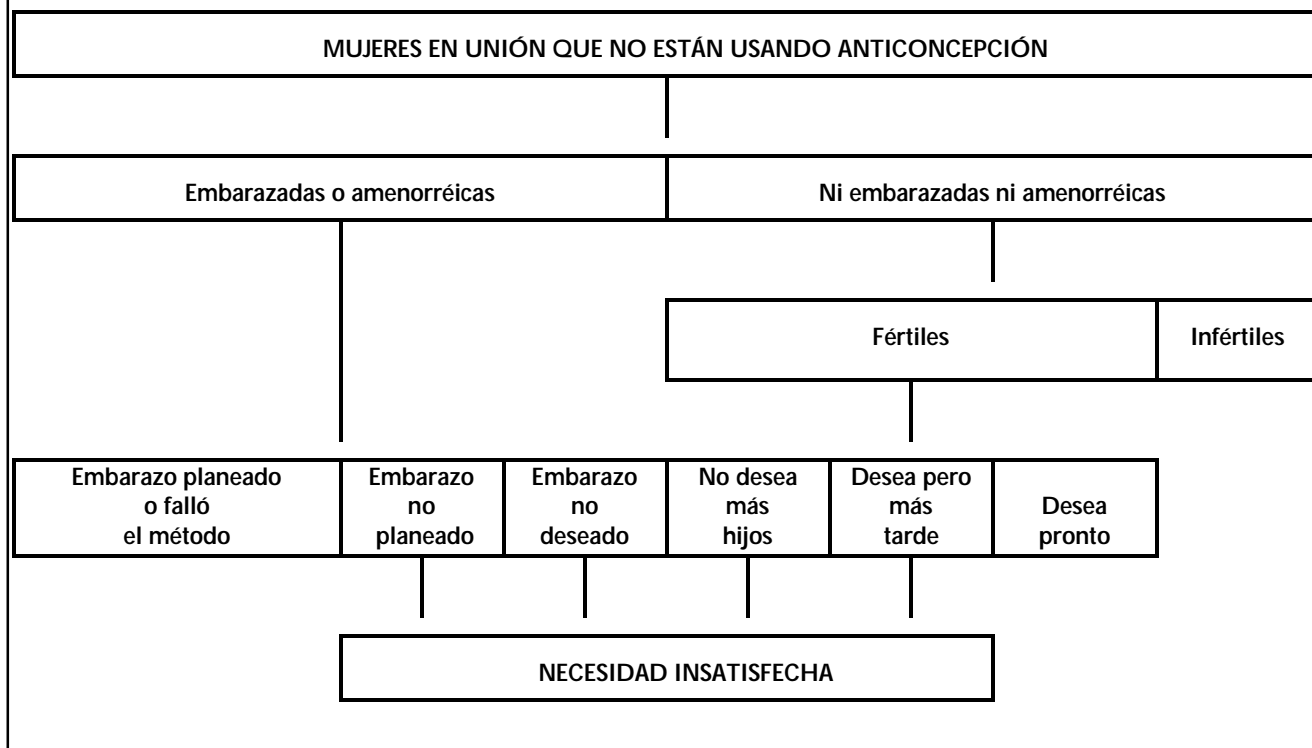 MUJERES EN UNIÓN QUE NO ESTÁN USANDO ANTICONCEPCIÓN
Embarazadas o amenorréicas
Ni embarazadas ni amenorréicas
Fértiles
Infértiles
Embarazo planeado
o falló
el método
Embarazo
no
planeado
Embarazo
no
deseado
No desea
más
hijos
Desea pero
más
tarde
Desea
pronto
NECESIDAD INSATISFECHA